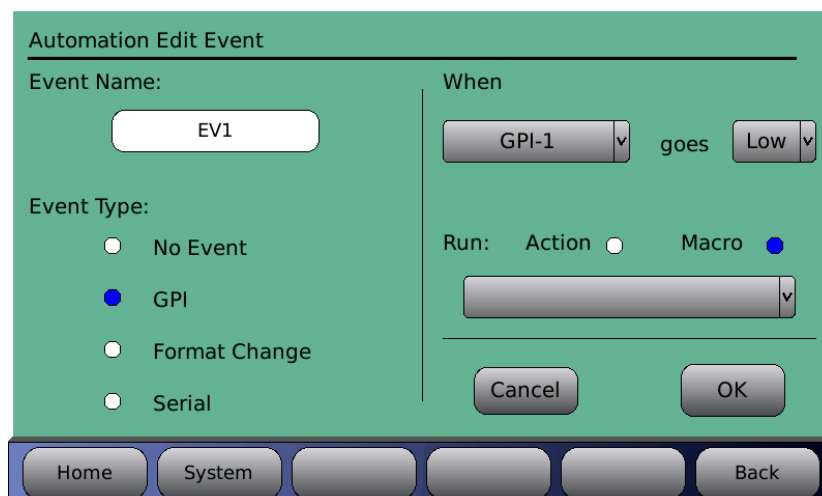 Automation Edit Event
Event Name:
EV1
Event Type:
No Event
GPI
Format Change
Serial
When
GPI-1 goes Low
Run: Action Macro
Cancel OK
Home System Back